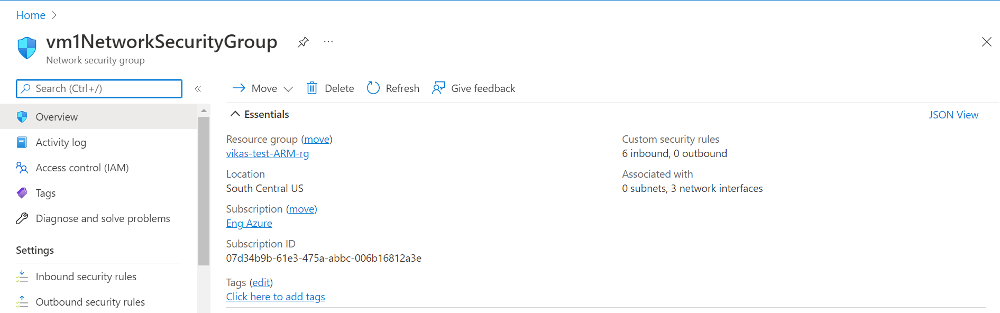 Home
vm1NetworkSecurityGroup
Network security group
Search (Ctrl+/)
Overview
Activity log
Access control (IAM)
Tags
Diagnose and solve problems
Settings
Inbound security rules
Outbound security rules
Move
Delete
Refresh
Give feedback
Essentials
JSON View
Resource group (move)
vikas-test-ARM-rg
Location
South Central US
Subscription (move)
Eng Azure
Subscription ID
07d34b9b-61e3-475a-abbc-006b16812a3e
Tags (edit)
Click here to add tags
Custom security rules
6 inbound, 0 outbound
Associated with
0 subnets, 3 network interfaces